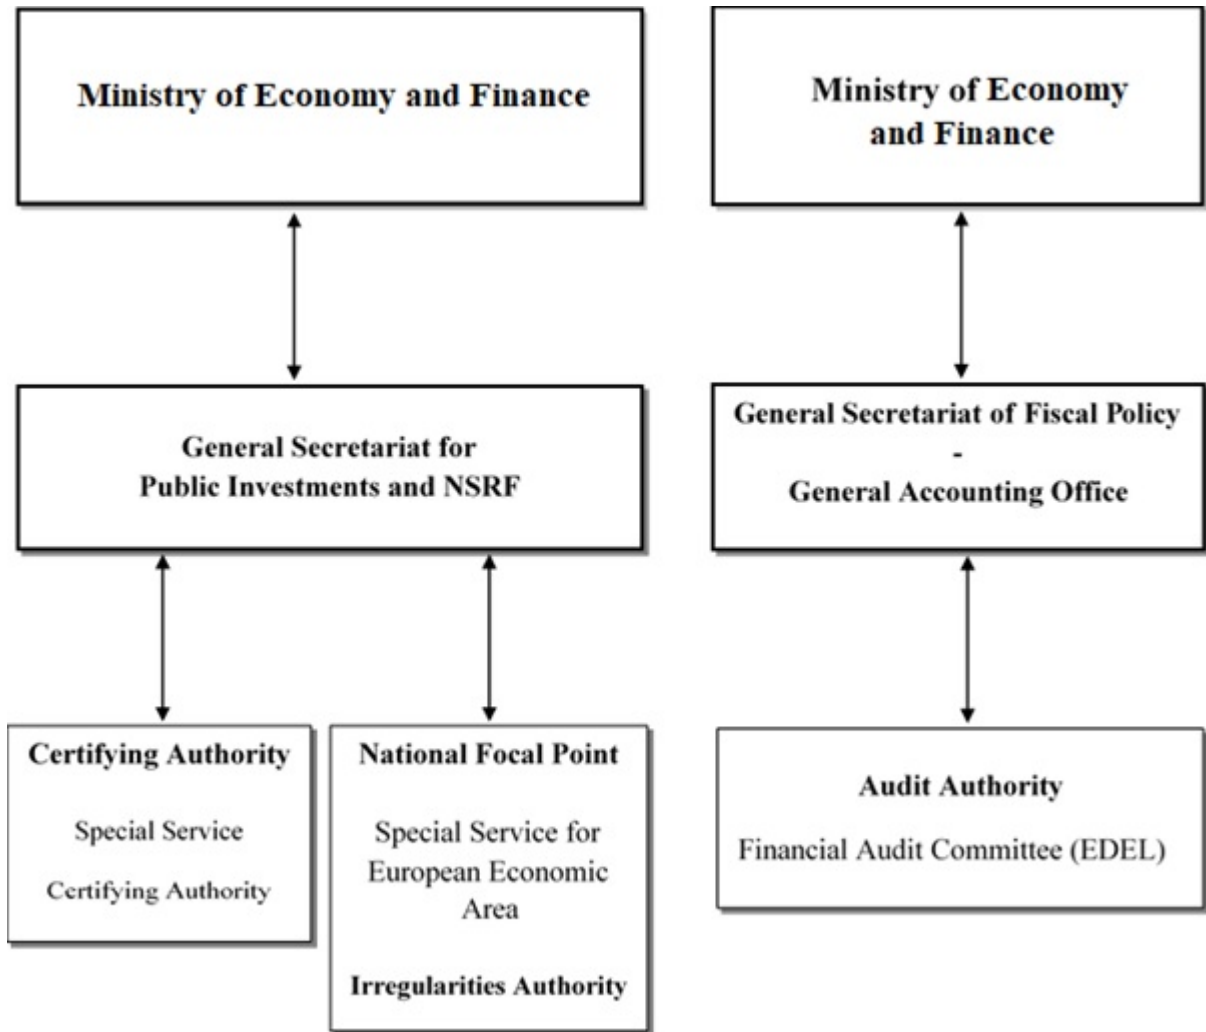 Ministry of Economy and Finance
Ministry of Economy
and Finance
General Secretariat for
Public Investments and NSRF
General Secretariat of Fiscal Policy
-
General Accounting Office
Certifying Authority
Special Service
Certifying Authority
National Focal Point
Special Service for
European Economic
Area
Irregularities Authority
Audit Authority
Financial Audit Committee (EDEL)